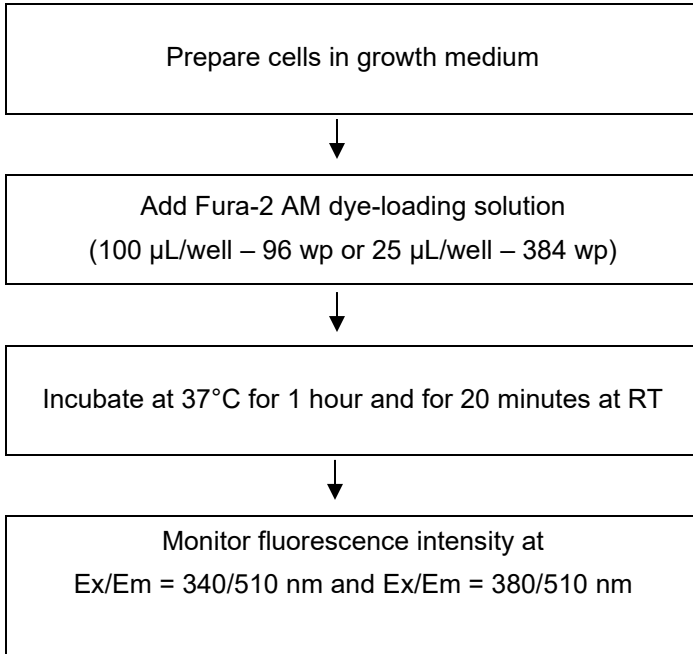 Prepare cells in growth medium
Add Fura-2 AM dye-loading solution
(100 µL/well – 96 wp or 25 µL/well – 384 wp)
Incubate at 37°C for 1 hour and for 20 minutes at RT
Monitor fluorescence intensity at
Ex/Em = 340/510 nm and Ex/Em = 380/510 nm